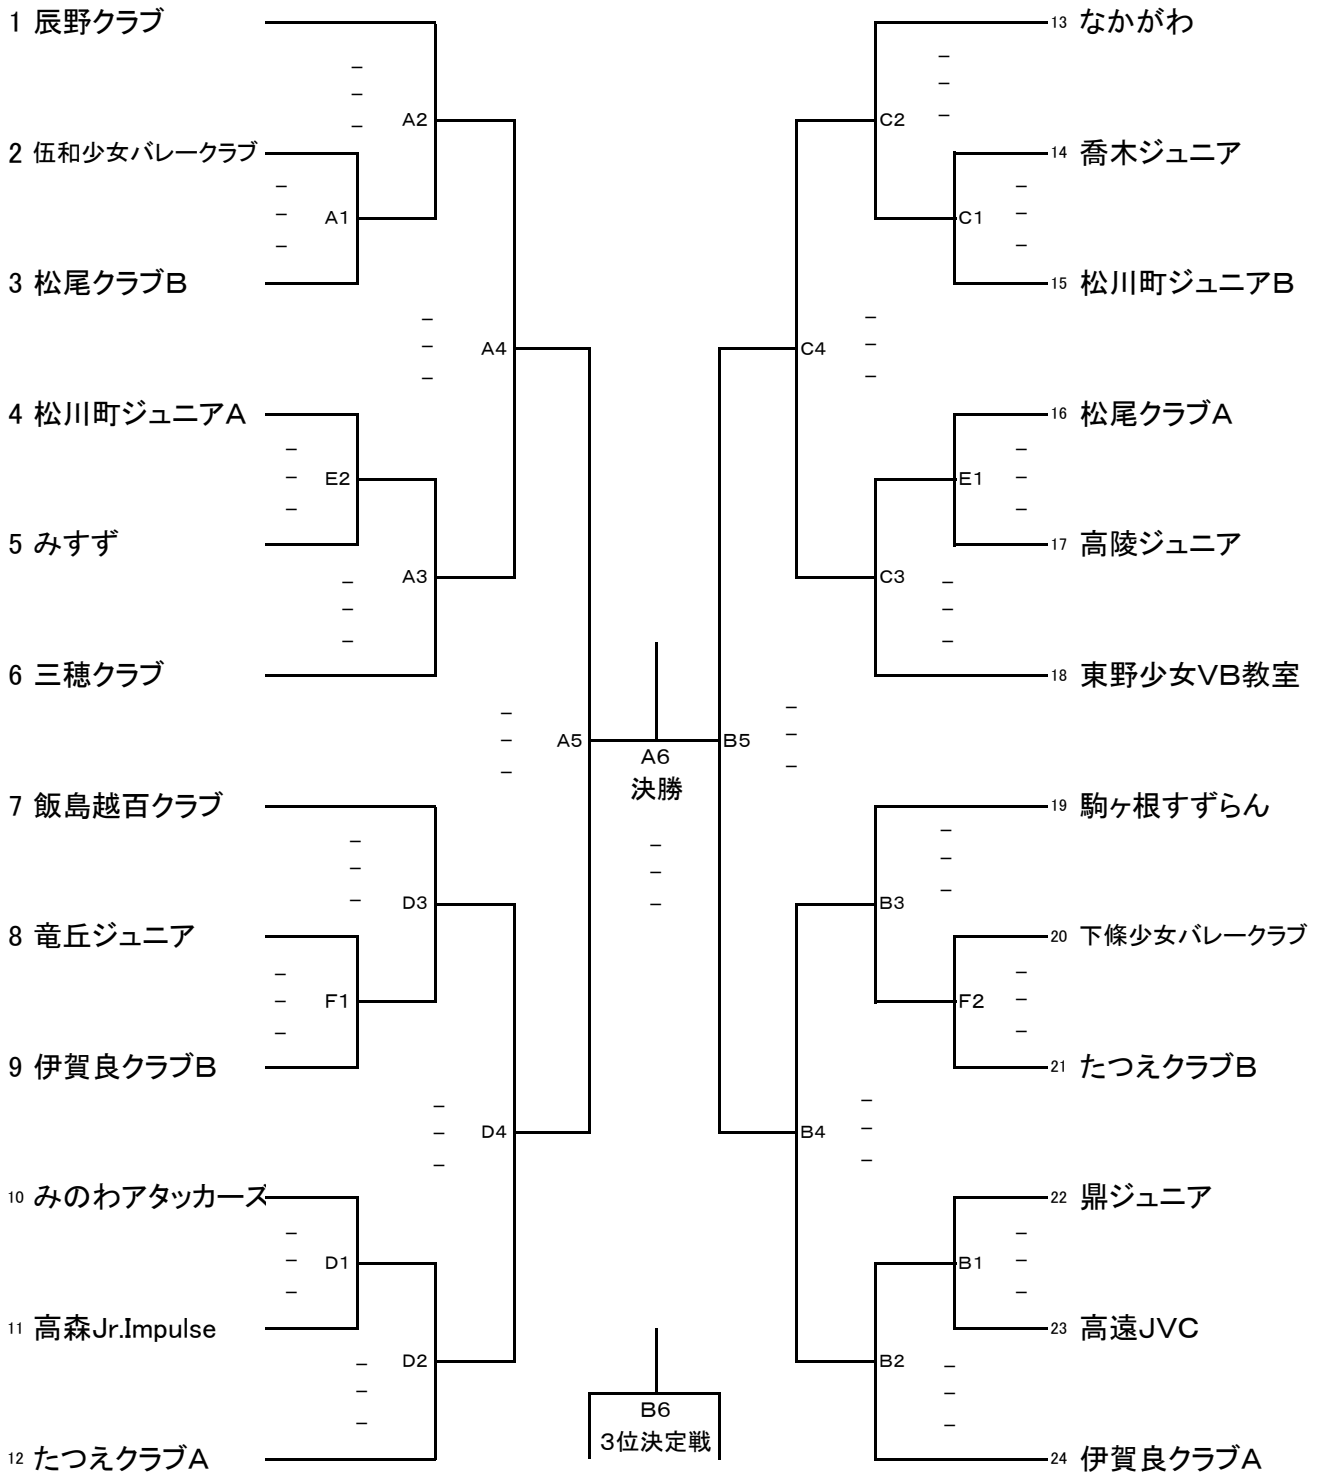 1 辰野クラブ
2 伍和少女バレークラブ
3 松尾クラブB
4 松川町ジュニアA
5 みすず
6 三穂クラブ
7 飯島越百クラブ
8 竜丘ジュニア
9 伊賀良クラブB
10 みのわアタッカーズ
11 高森Jr.Impulse
12 たつえクラブA
A2
A1
A4
E2
A3
A5
D3
F1
D4
D1
D2
A6
決勝
B6
3位決定戦
C2
C1
C4
E1
C3
B5
B3
F2
B4
B1
B2
13 なかがわ
14 喬木ジュニア
15 松川町ジュニアB
16 松尾クラブA
17 高陵ジュニア
18 東野少女VB教室
19 駒ヶ根すずらん
20 下條少女バレークラブ
21 たつえクラブB
22 鼎ジュニア
23 高遠JVC
24 伊賀良クラブA